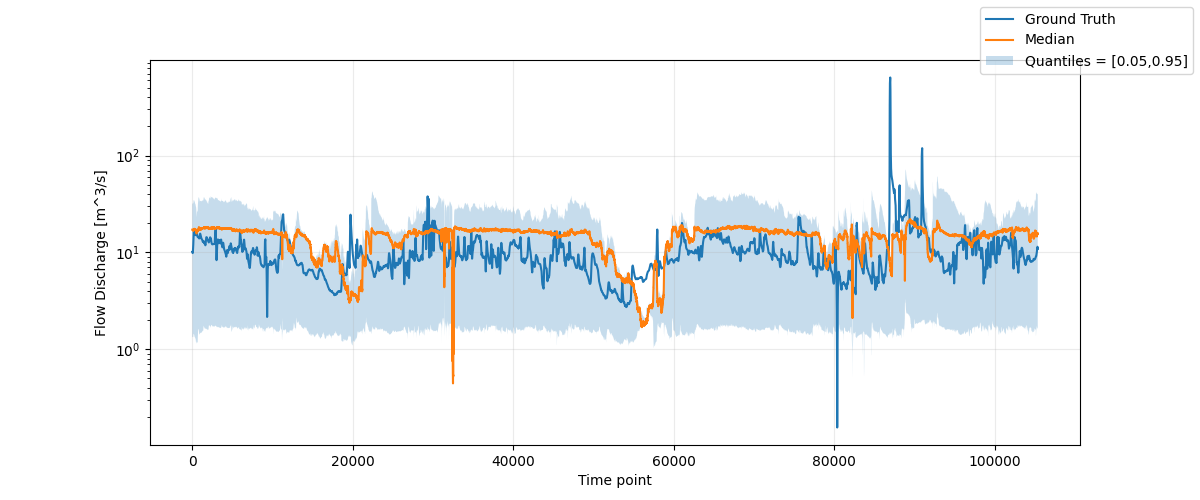 Ground Truth
Median
Quantiles = [0.05,0.95]
Flow Discharge [m^3/s]
10^2
10^1
10^0
0 20000 40000 60000 80000 100000
Time point